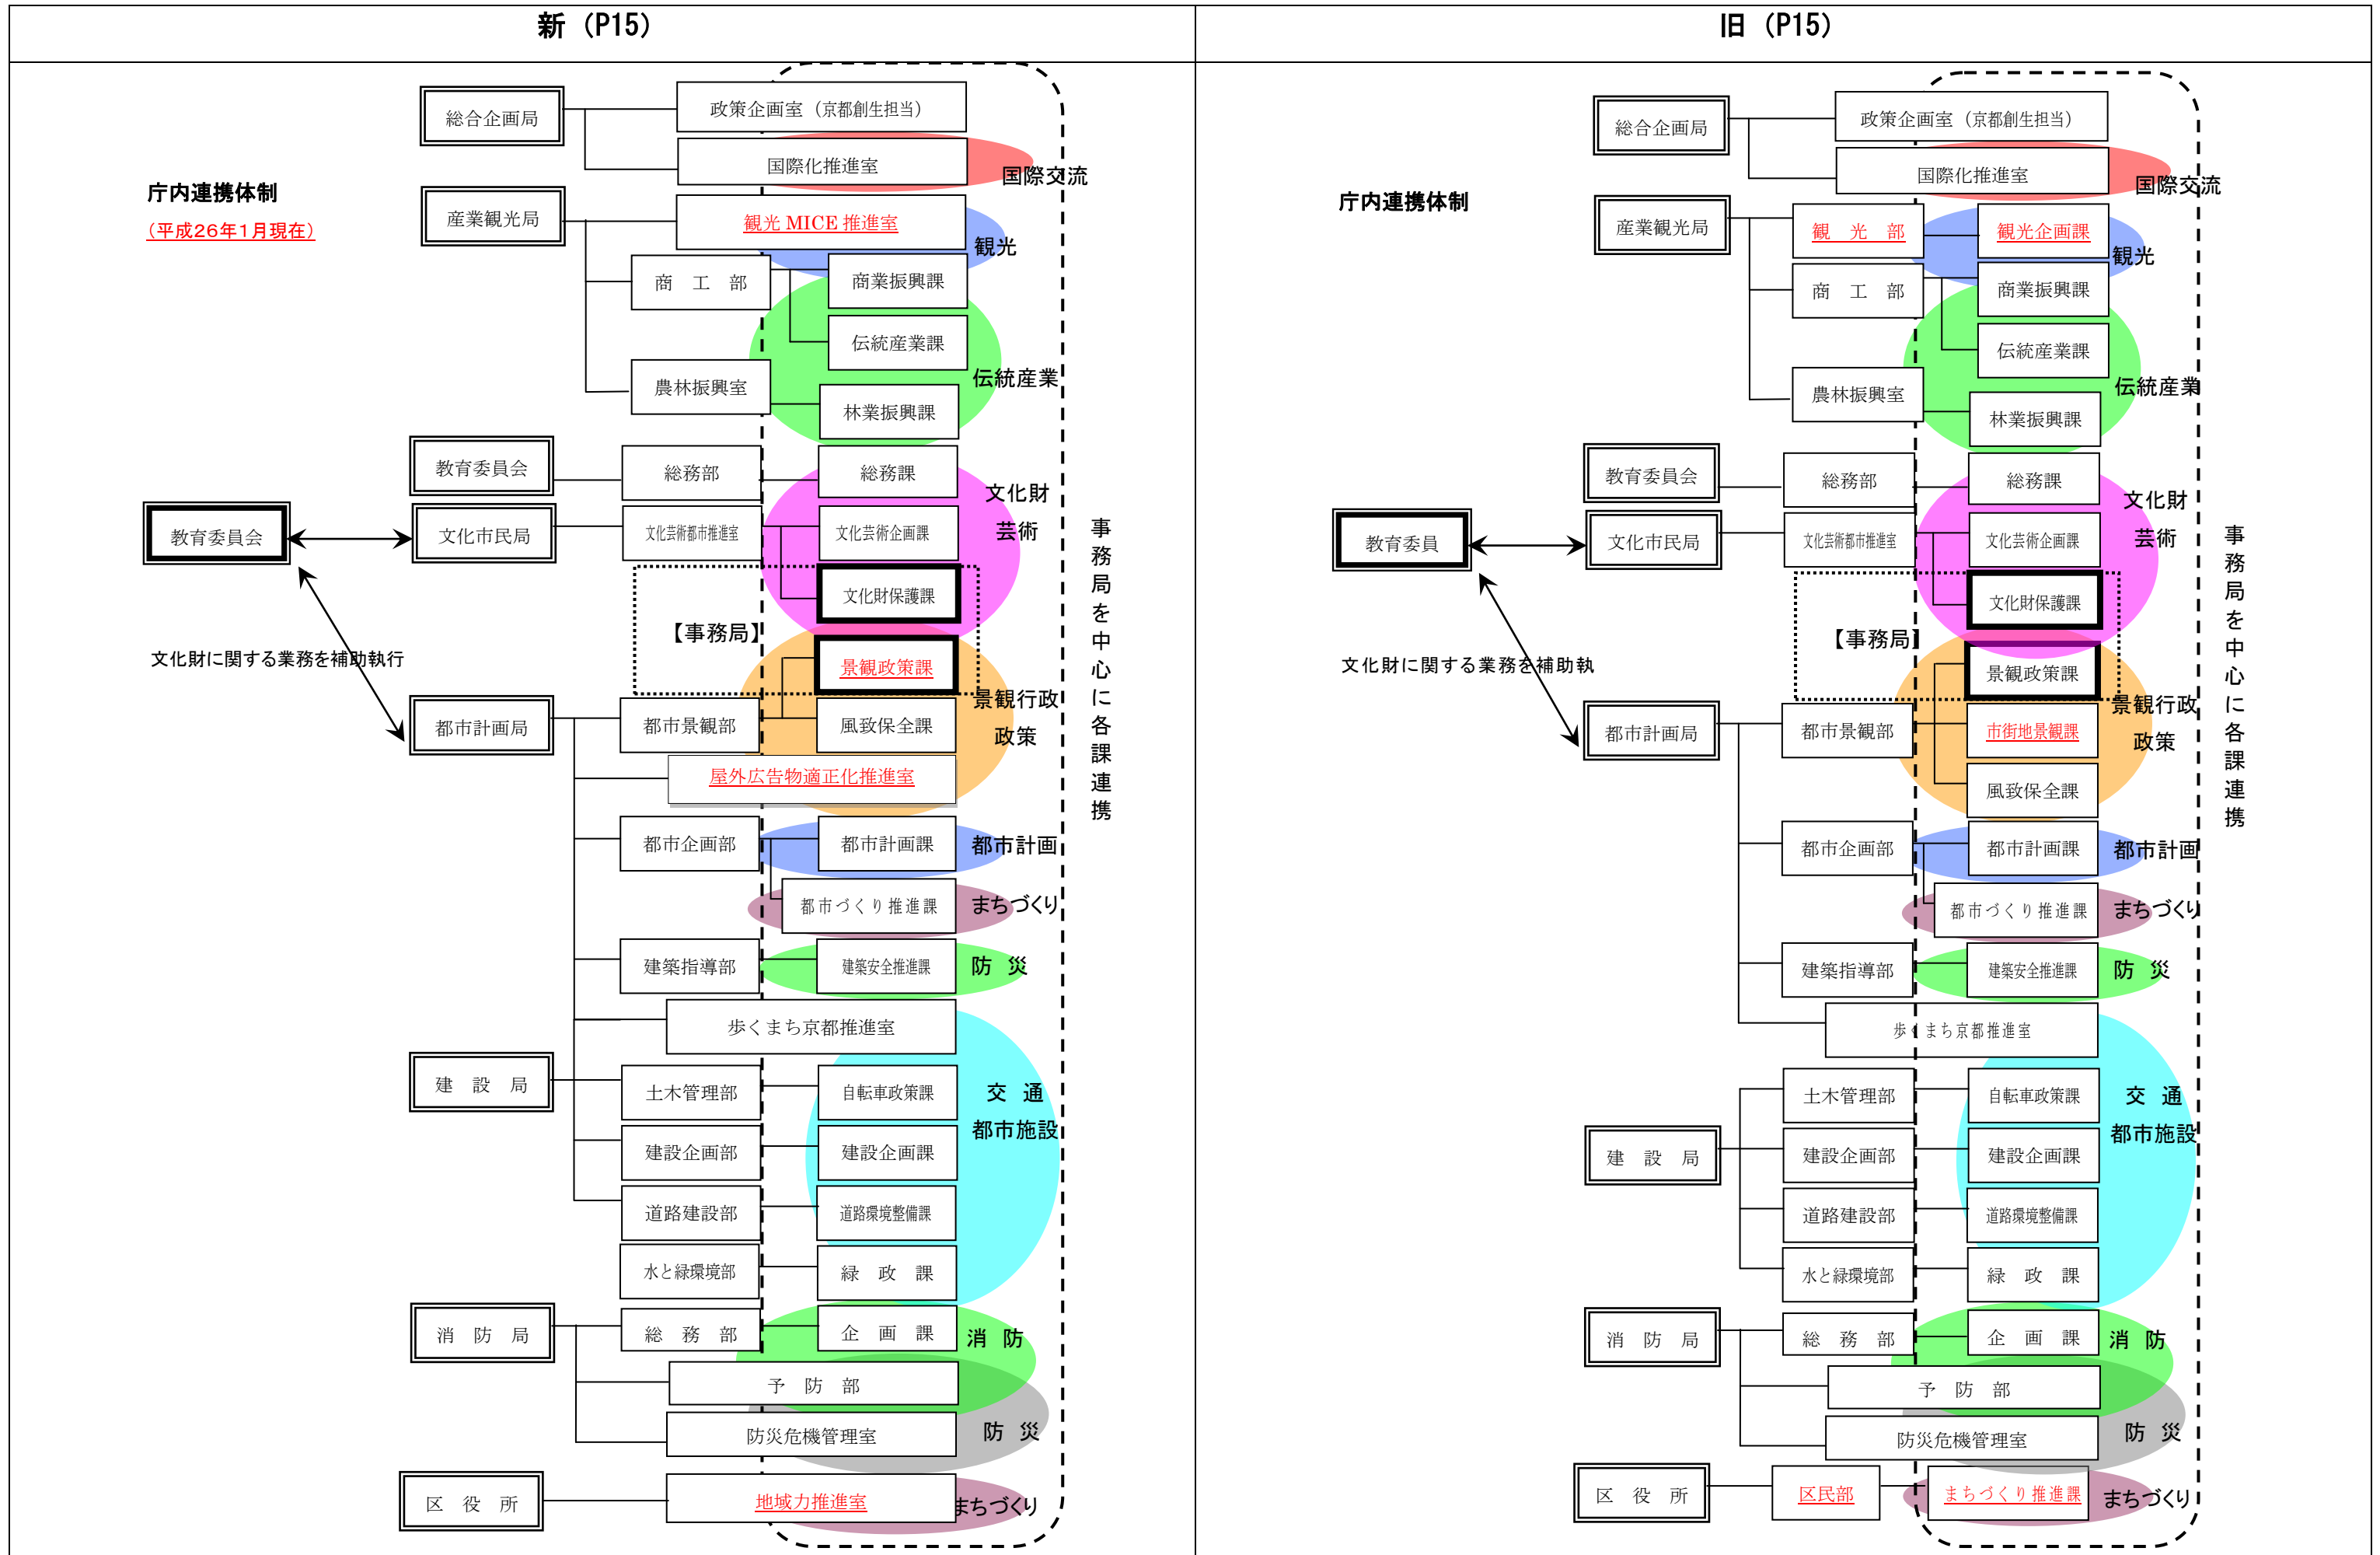 新（P15）
庁内連携体制
（平成26年1月現在）
総合企画局
政策企画室（京都創生担当）
国際化推進室
国際交流
産業観光局
観光 MICE 推進室
観光
商　工　部
商業振興課
伝統産業課
伝統産業
農林振興室
林業振興課
教育委員会
総務部
総務課
文化財
芸術
教育委員会
文化市民局
文化芸術都市推進室
文化芸術企画課
文化財保護課
【事務局】
文化財に関する業務を補助執行
景観政策課
景観行政
政策
都市計画局
都市景観部
風致保全課
屋外広告物適正化推進室
都市企画部
都市計画課
都市計画
都市づくり推進課
まちづくり
建築指導部
建築安全推進課
防　災
歩くまち京都推進室
建　設　局
土木管理部
自転車政策課
交　通
都市施設
建設企画部
建設企画課
道路建設部
道路環境整備課
水と緑環境部
緑　政　課
消　防　局
総　務　部
企　画　課
消　防
予　防　部
防災危機管理室
防　災
区　役　所
地域力推進室
まちづくり
事務局を中心に各課連携
旧（P15）
庁内連携体制
総合企画局
政策企画室（京都創生担当）
国際化推進室
国際交流
産業観光局
観　光　部
観光企画課
観光
商　工　部
商業振興課
伝統産業課
伝統産業
農林振興室
林業振興課
教育委員会
総務部
総務課
文化財
芸術
教育委員
文化市民局
文化芸術都市推進室
文化芸術企画課
文化財保護課
【事務局】
文化財に関する業務を補助執
景観政策課
景観行政
政策
都市計画局
都市景観部
市街地景観課
風致保全課
都市企画部
都市計画課
都市計画
都市づくり推進課
まちづくり
建築指導部
建築安全推進課
防　災
歩くまち京都推進室
建　設　局
土木管理部
自転車政策課
交　通
都市施設
建設企画部
建設企画課
道路建設部
道路環境整備課
水と緑環境部
緑　政　課
消　防　局
総　務　部
企　画　課
消　防
予　防　部
防災危機管理室
防　災
区　役　所
区民部
まちづくり推進課
まちづくり
事務局を中心に各課連携